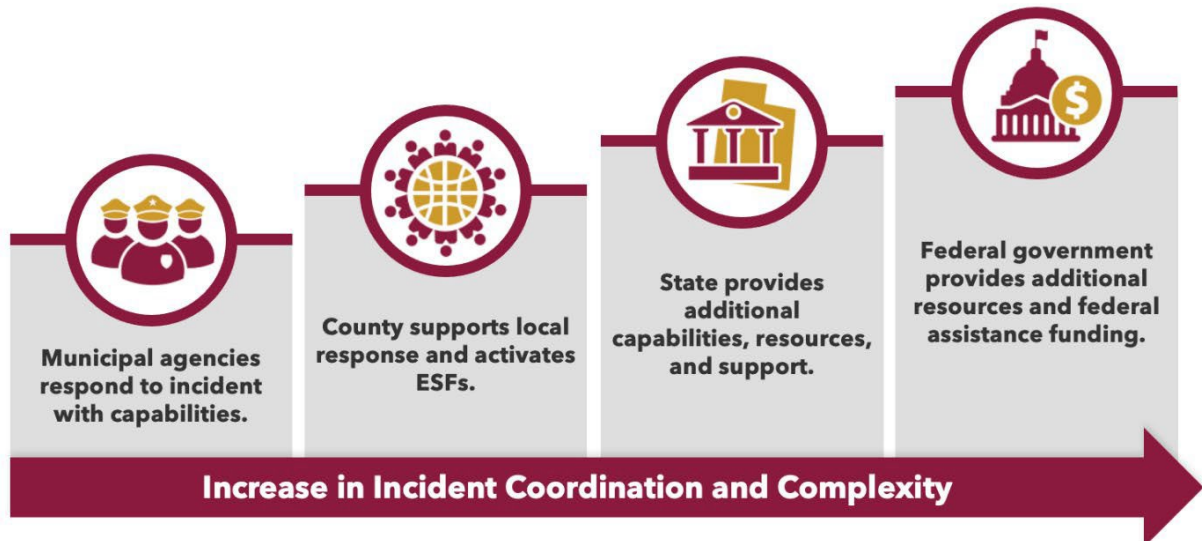 Municipal agencies
respond to incident
with capabilities.
County supports local
response and activates
ESFs.
State provides
additional
capabilities, resources,
and support.
Federal government
provides additional
resources and federal
assistance funding.
$
Increase in Incident Coordination and Complexity